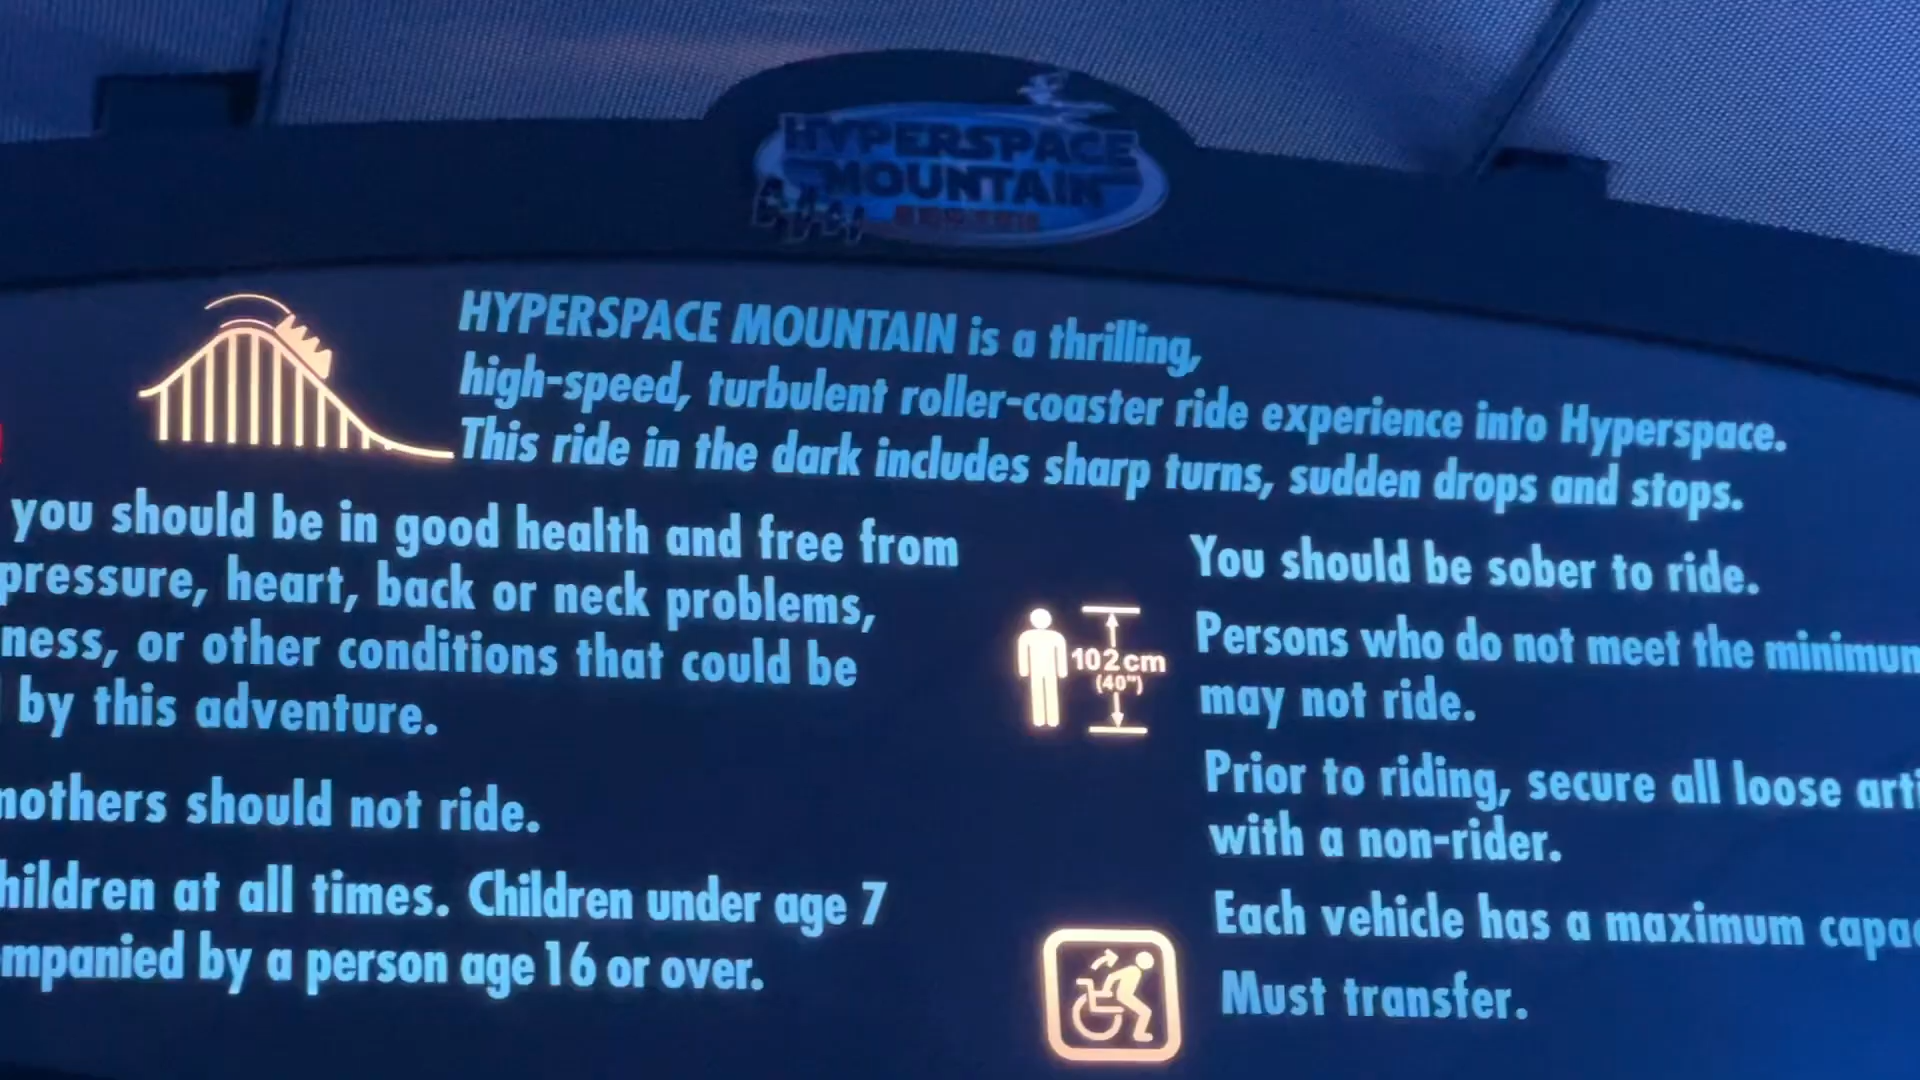 HYPERSPACE
MOUNTAIN
HYPERSPACE MOUNTAIN is a thrilling,
high-speed, turbulent roller-coaster ride experience into Hyperspace.
This ride in the dark includes sharp turns, sudden drops and stops.
you should be in good health and free from
pressure, heart, back or neck problems,
ness, or other conditions that could be
by this adventure.
mothers should not ride.
hildren at all times. Children under age 7
mpanied by a person age 16 or over.
You should be sober to ride.
102cm
(40")
Persons who do not meet the minimum
may not ride.
Prior to riding, secure all loose arti
with a non-rider.
Each vehicle has a maximum capac
Must transfer.